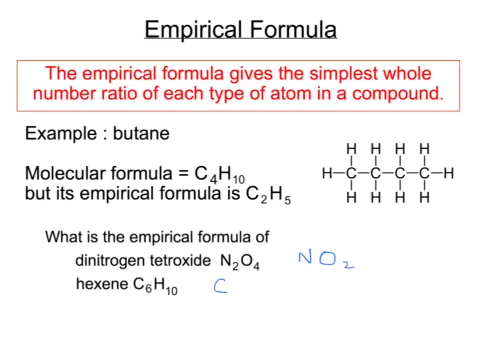 Empirical Formula
The empirical formula gives the simplest whole
number ratio of each type of atom in a compound.
Example : butane
Molecular formula = C₄H₁₀
but its empirical formula is C₂H₅
H H H H
H–C–C–C–C–H
H H H H
What is the empirical formula of
dinitrogen tetroxide N₂O₄ NO₂
hexene C₆H₁₀ C